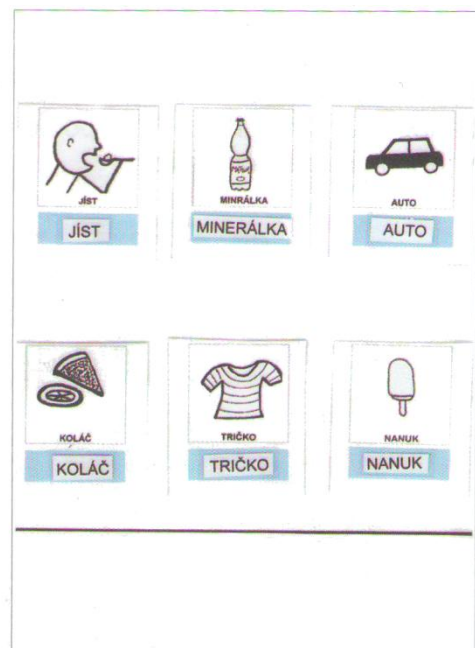 JÍST
MINRÁLKA
AUTO
JÍST
MINERÁLKA
AUTO
KOLÁČ
TRIČKO
NANUK
KOLÁČ
TRIČKO
NANUK